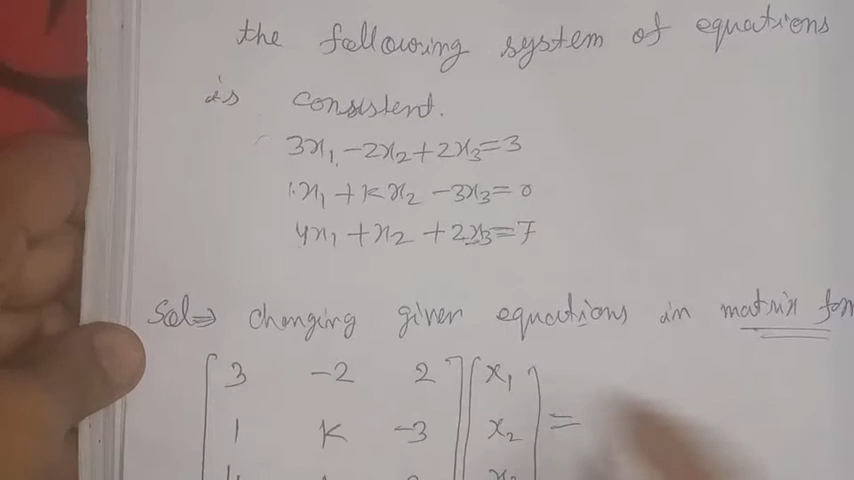 the following system of equations
is consistent.
3x₁ -2x₂ +2x₃ = 3
1x₁ + Kx₂ -3x₃ = 0
4x₁ + x₂ + 2x₃ = 7
Sol⇒ changing given equations in matrix form
3 -2 2 x₁
1 K -3 x₂ =